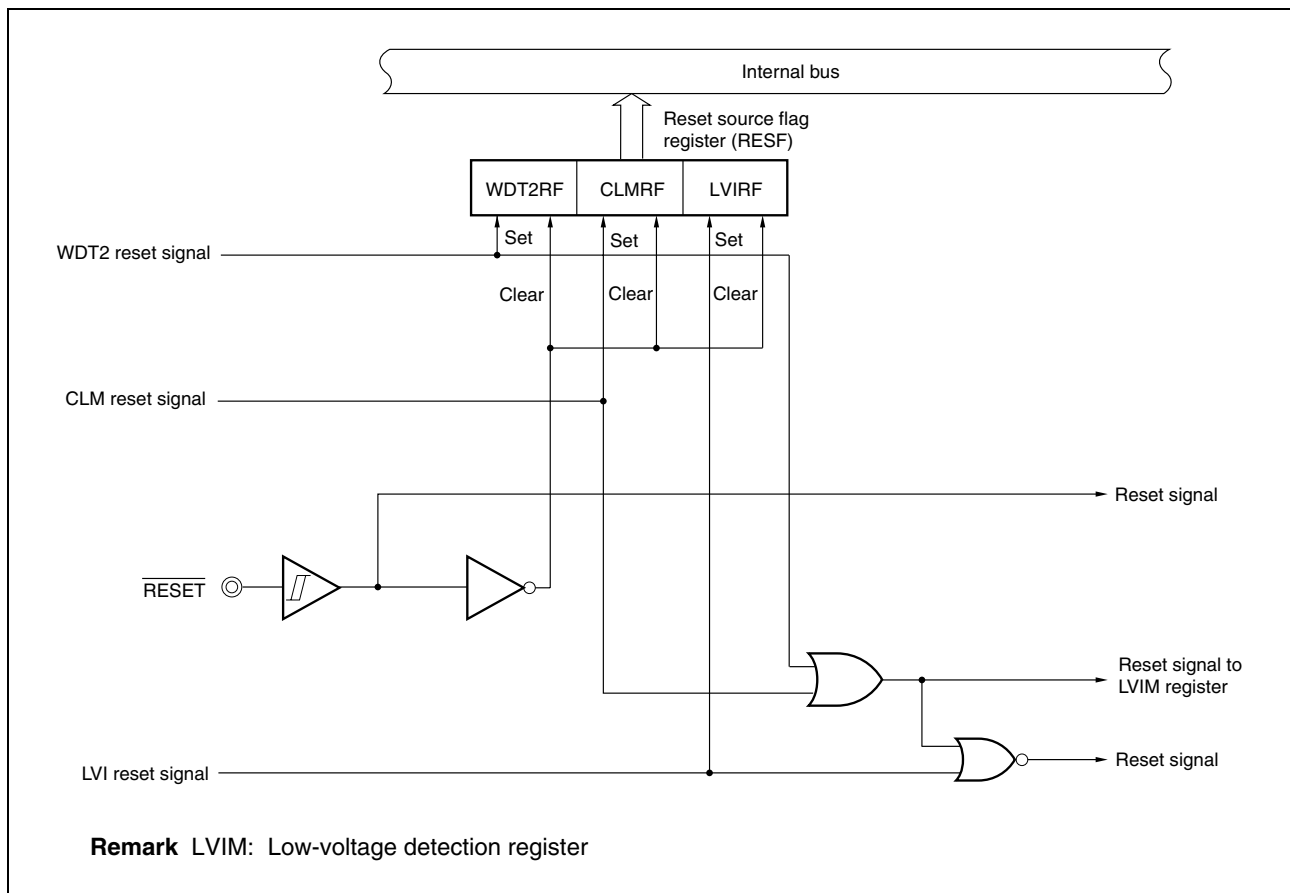 Internal bus
Reset source flag
register (RESF)
WDT2RF CLMRF LVIRF
Set Set Set
WDT2 reset signal
Clear Clear Clear
CLM reset signal
Reset signal
RESET
Reset signal to
LVIM register
LVI reset signal
Reset signal
Remark LVIM: Low-voltage detection register